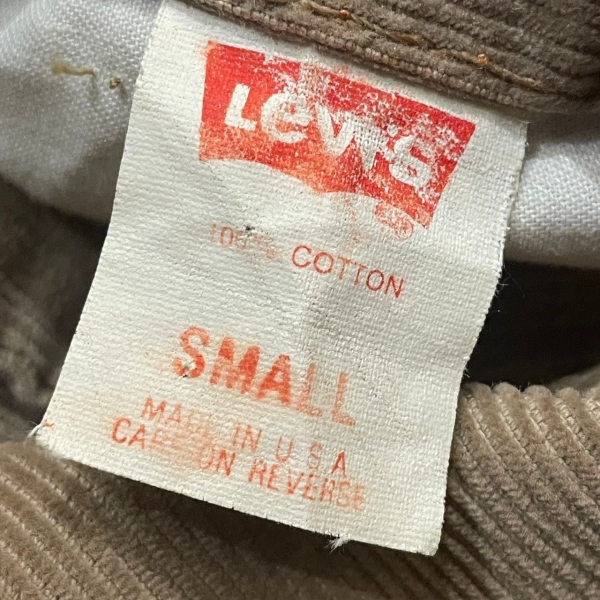 Levi's
100% COTTON
SMALL
MADE IN U S A
CARE ON REVERSE